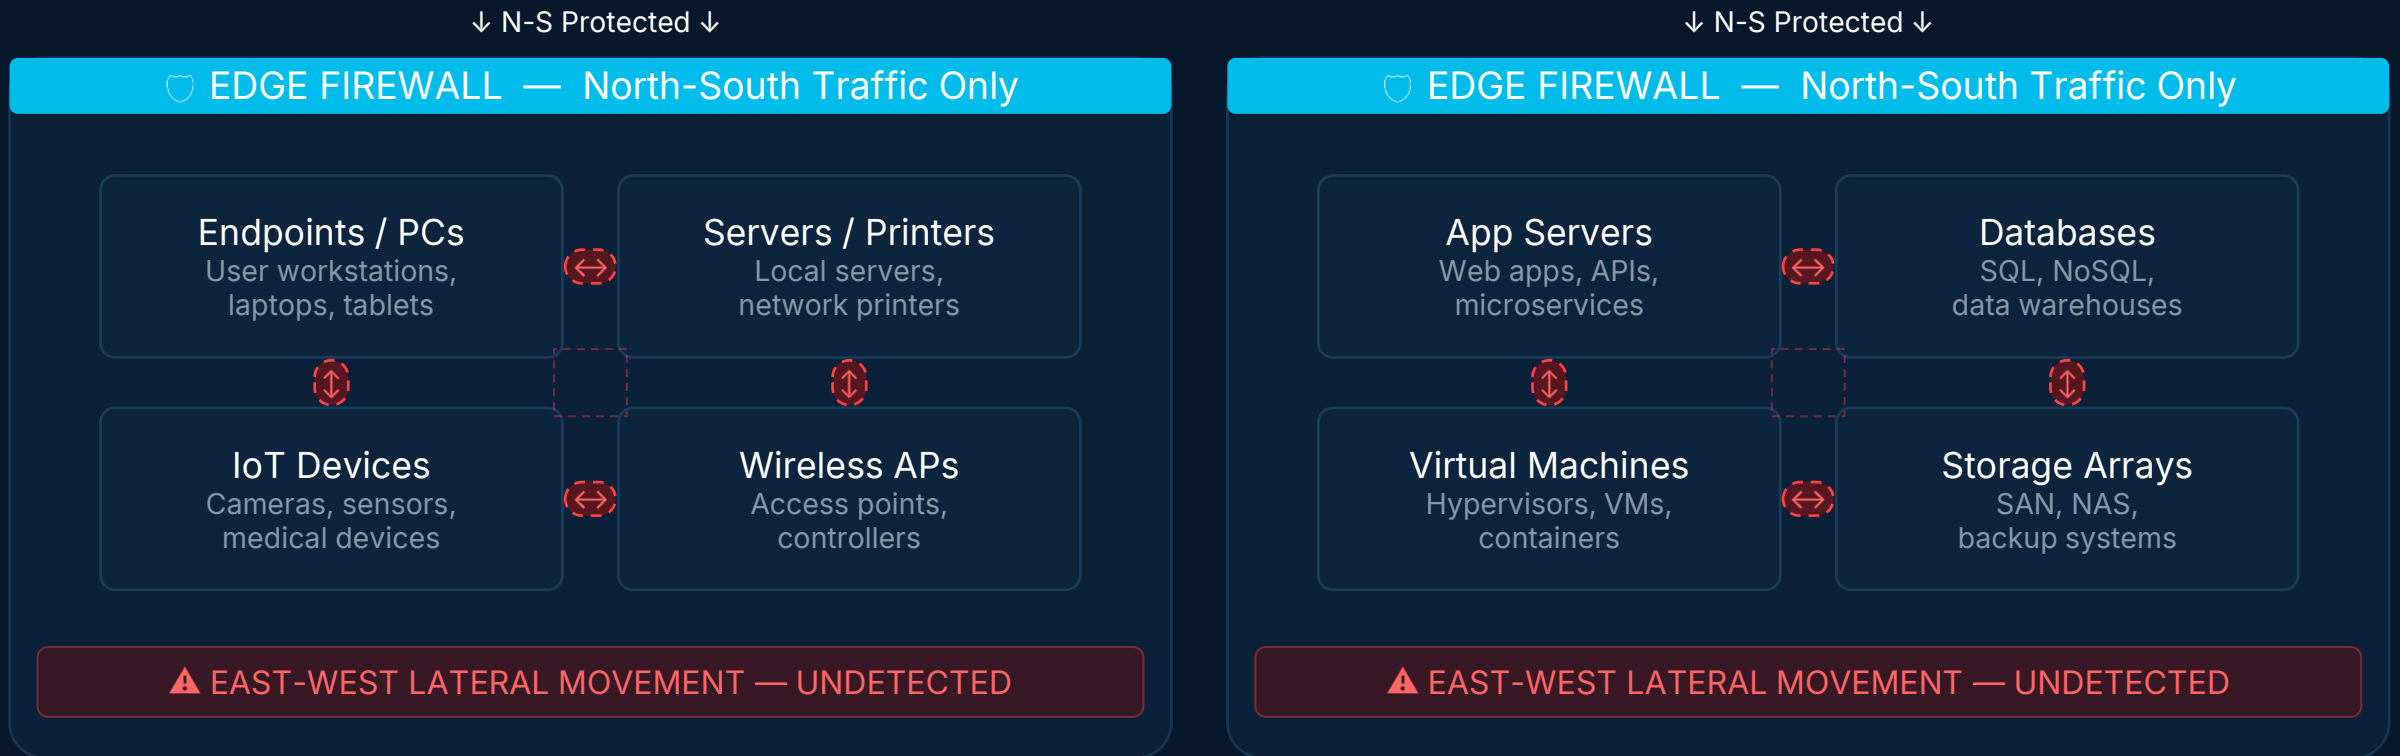 ↓ N-S Protected ↓
EDGE FIREWALL — North-South Traffic Only
Endpoints / PCs
User workstations,
laptops, tablets
Servers / Printers
Local servers,
network printers
IoT Devices
Cameras, sensors,
medical devices
Wireless APs
Access points,
controllers
⚠ EAST-WEST LATERAL MOVEMENT — UNDETECTED
↓ N-S Protected ↓
EDGE FIREWALL — North-South Traffic Only
App Servers
Web apps, APIs,
microservices
Databases
SQL, NoSQL,
data warehouses
Virtual Machines
Hypervisors, VMs,
containers
Storage Arrays
SAN, NAS,
backup systems
⚠ EAST-WEST LATERAL MOVEMENT — UNDETECTED